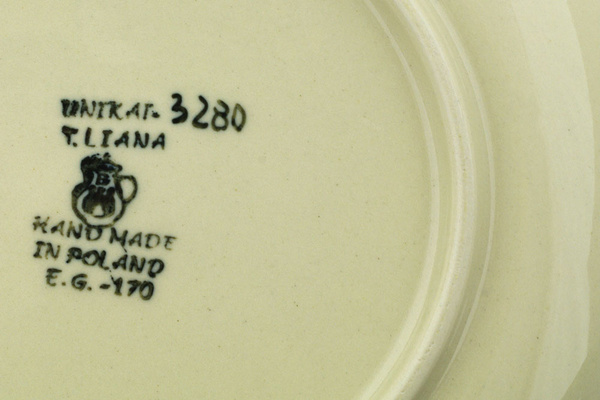 UNIKAT. 3280
T. LIANA
B
HAND MADE
IN POLAND
E.G. -170